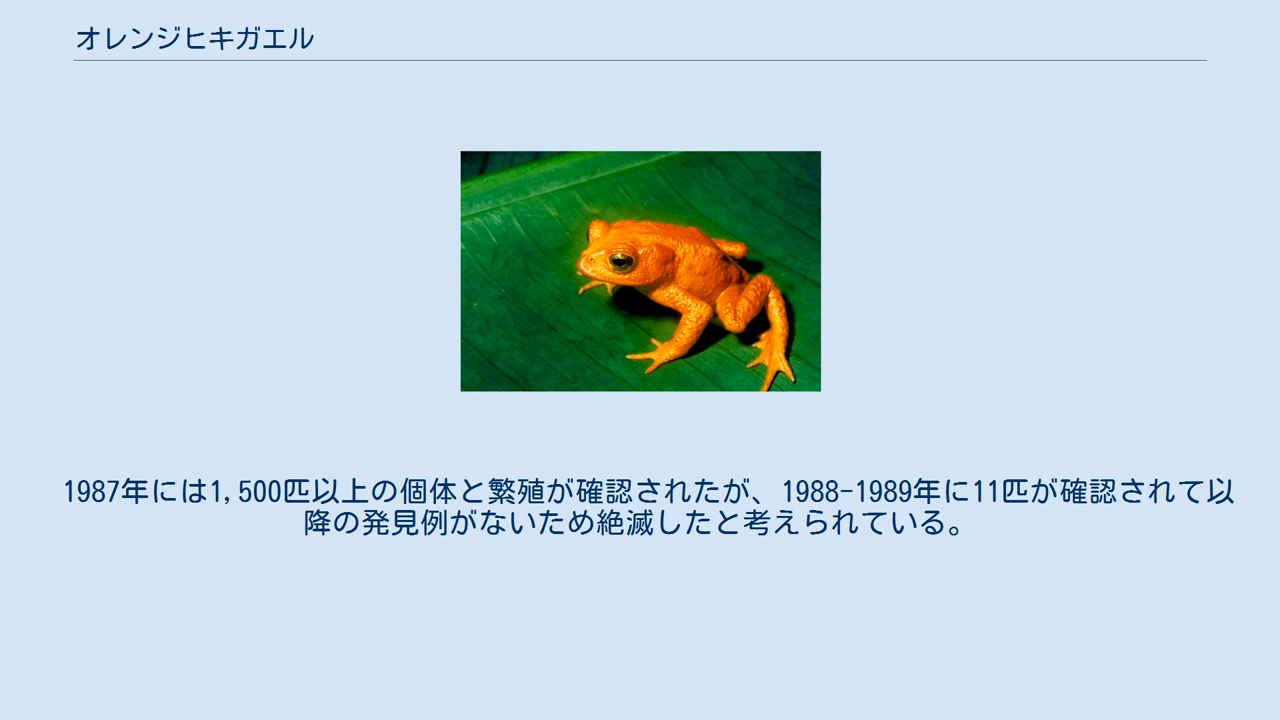 オレンジヒキガエル
1987年には1,500匹以上の個体と繁殖が確認されたが、1988-1989年に11匹が確認されて以
降の発見例がないため絶滅したと考えられている。